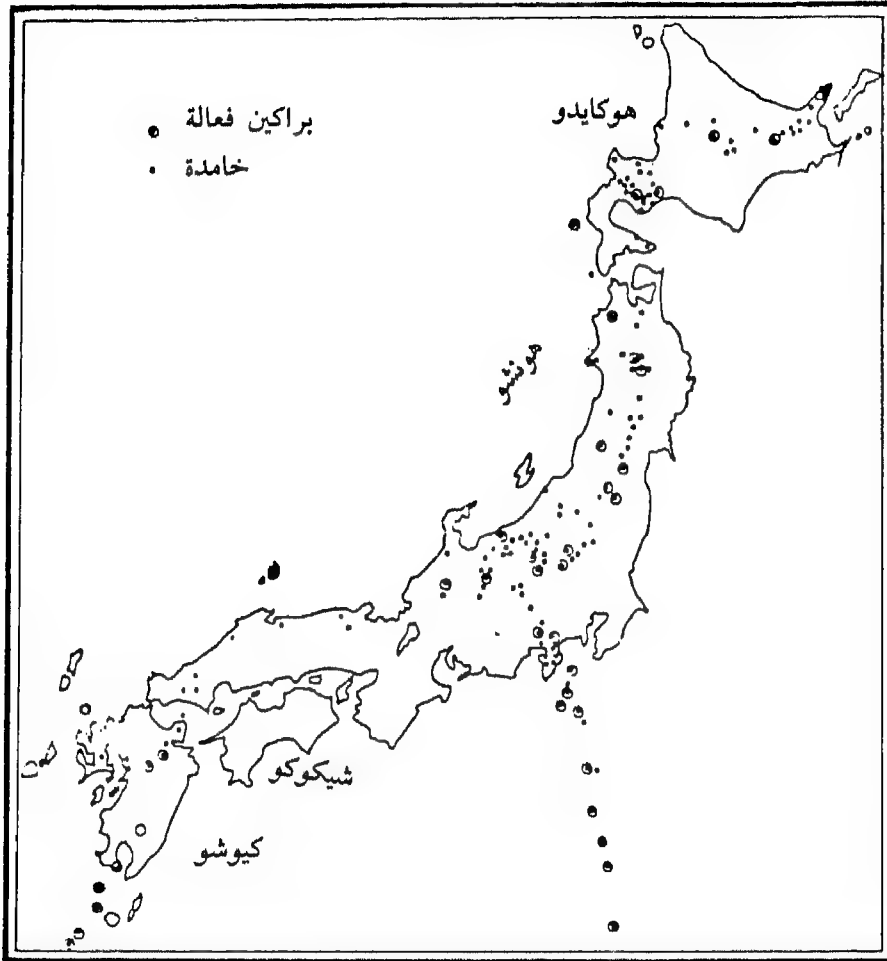 براكين فعالة
خامدة
هوكايدو
هونشو
شيكوكو
كيوشو